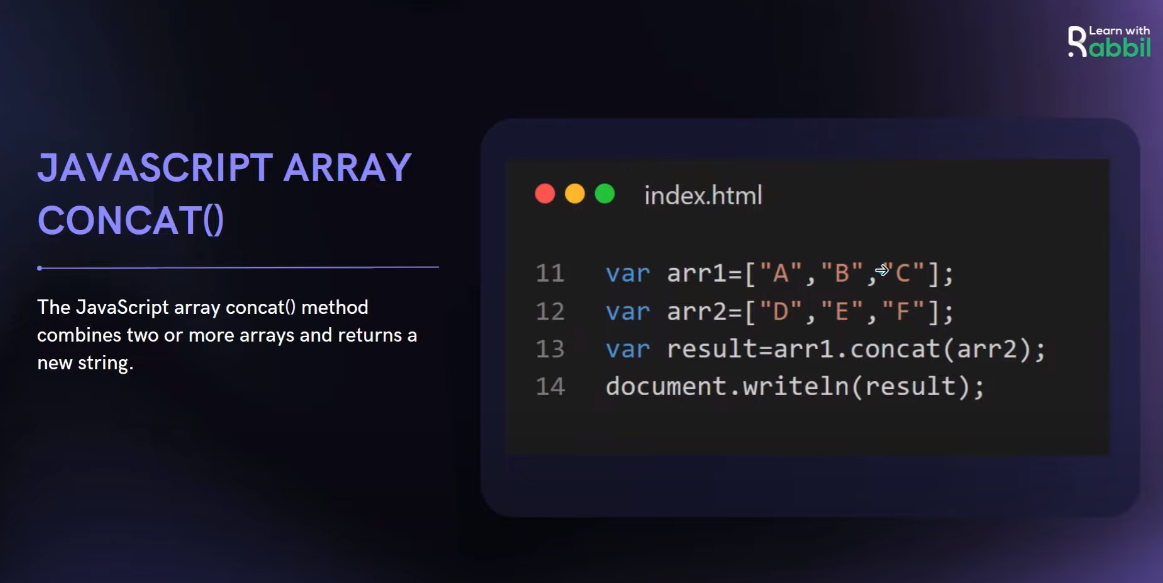 Learn with
Rabbil
JAVASCRIPT ARRAY
CONCAT()
The JavaScript array concat() method
combines two or more arrays and returns a
new string.
index.html
11 var arr1=["A","B","C"];
12 var arr2=["D","E","F"];
13 var result=arr1.concat(arr2);
14 document.writeln(result);